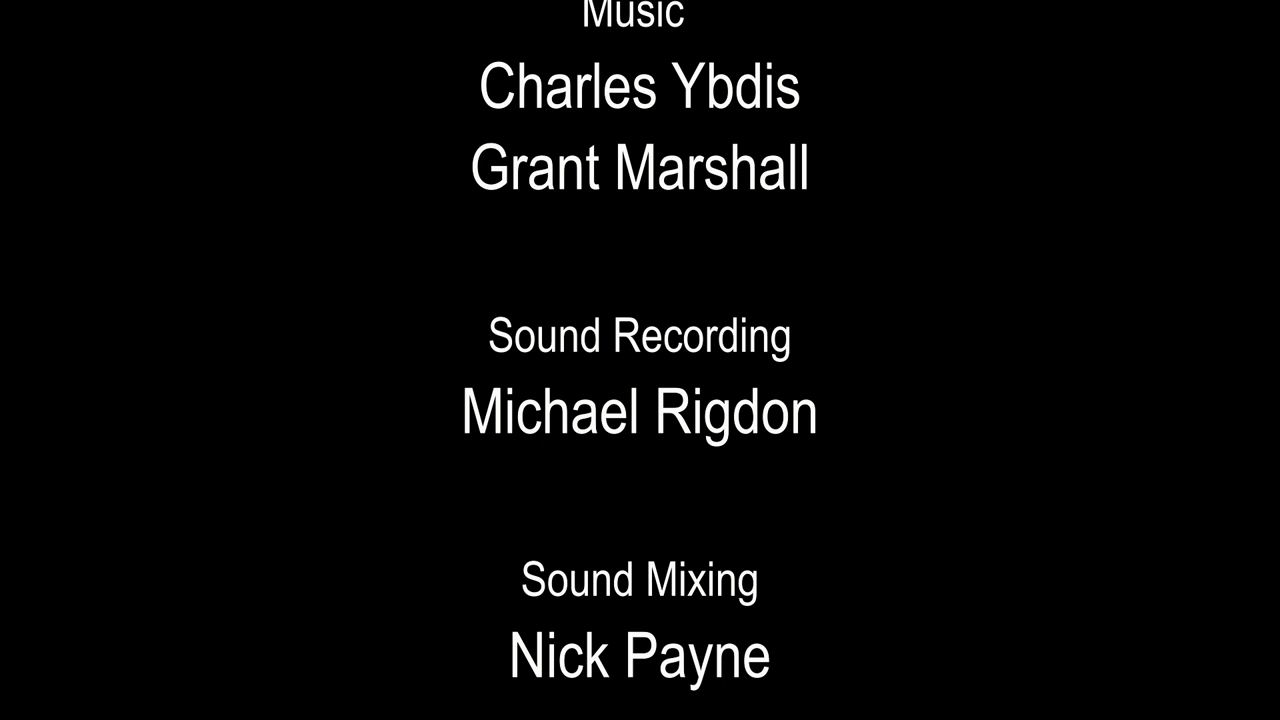 Music
Charles Ybdis
Grant Marshall
Sound Recording
Michael Rigdon
Sound Mixing
Nick Payne